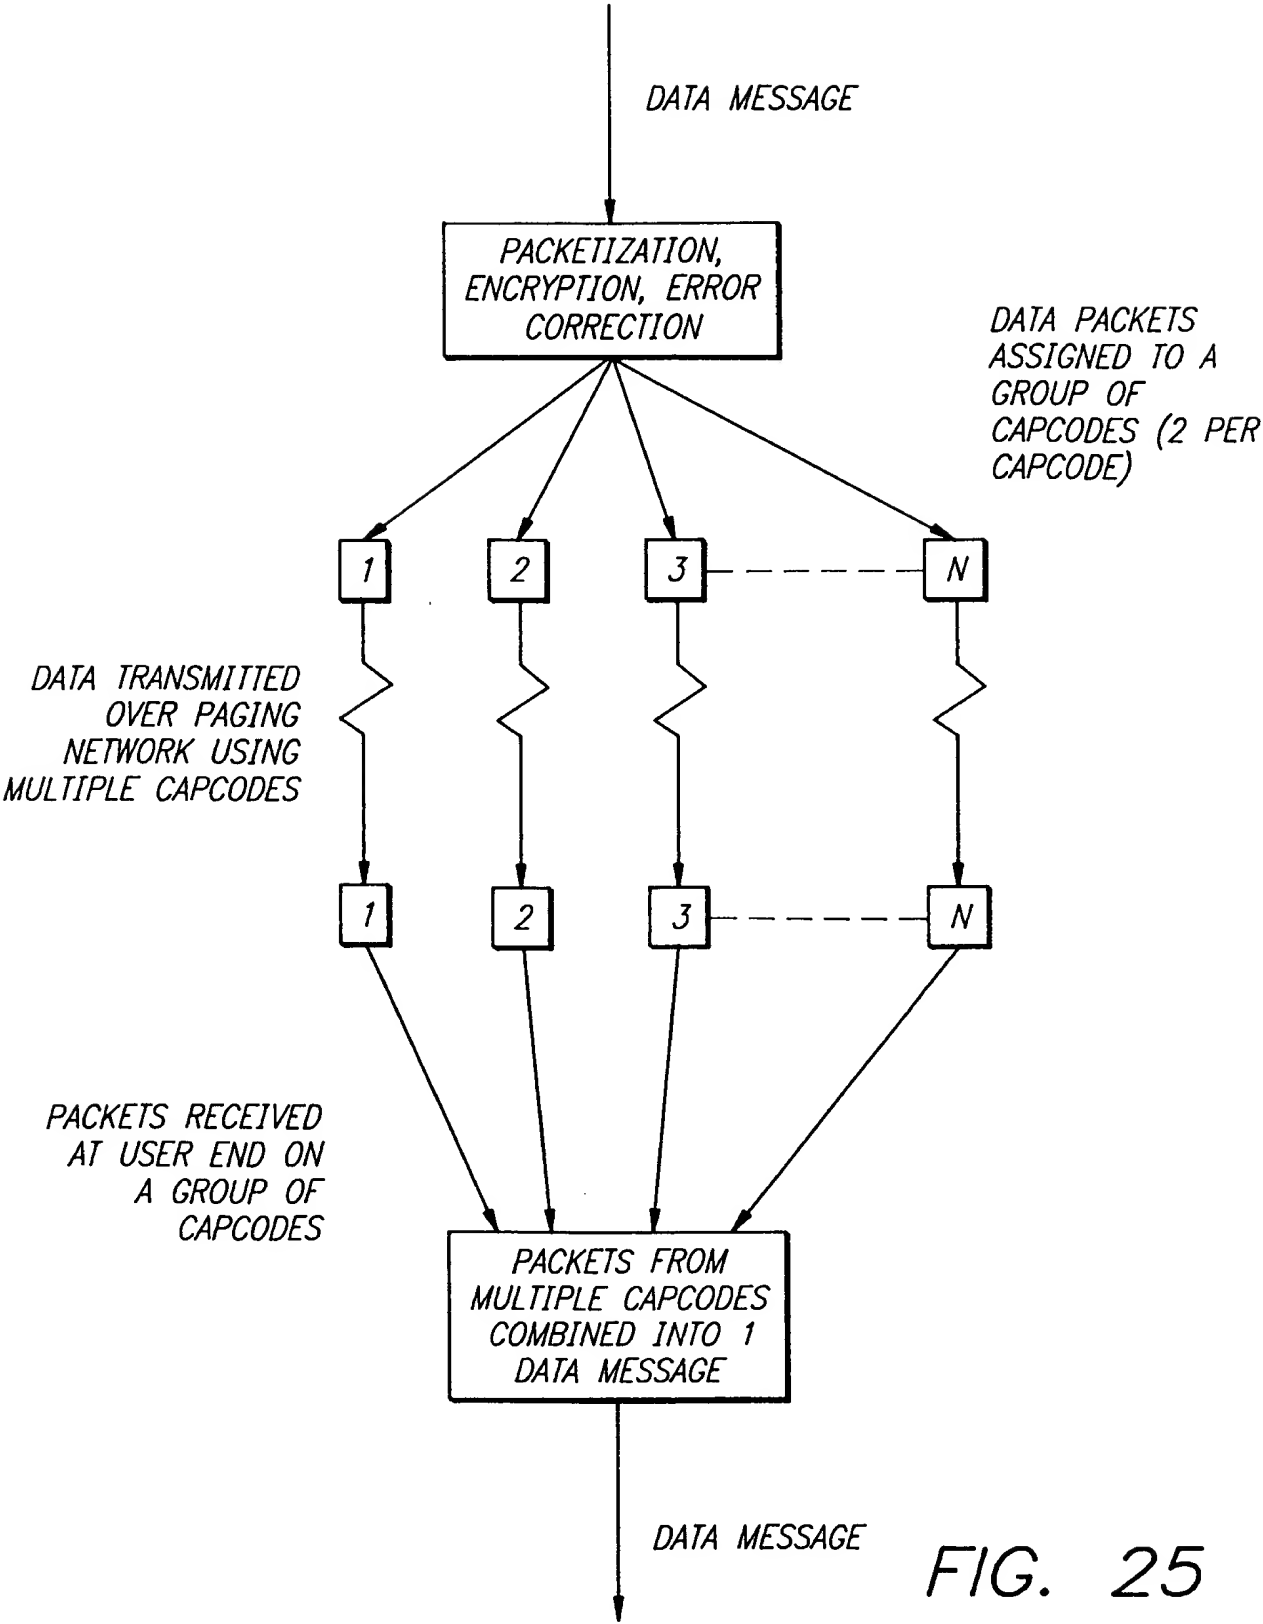 DATA MESSAGE
PACKETIZATION,
ENCRYPTION, ERROR
CORRECTION
DATA PACKETS
ASSIGNED TO A
GROUP OF
CAPCODES (2 PER
CAPCODE)
1
2
3
N
DATA TRANSMITTED
OVER PAGING
NETWORK USING
MULTIPLE CAPCODES
1
2
3
N
PACKETS RECEIVED
AT USER END ON
A GROUP OF
CAPCODES
PACKETS FROM
MULTIPLE CAPCODES
COMBINED INTO 1
DATA MESSAGE
DATA MESSAGE
FIG. 25